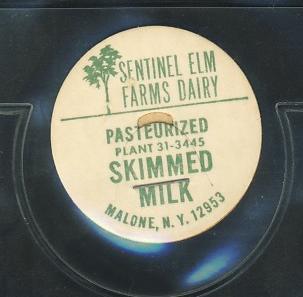 SENTINEL ELM
FARMS DAIRY
PASTEURIZED
PLANT 31-3445
SKIMMED
MILK
MALONE, N.Y. 12953